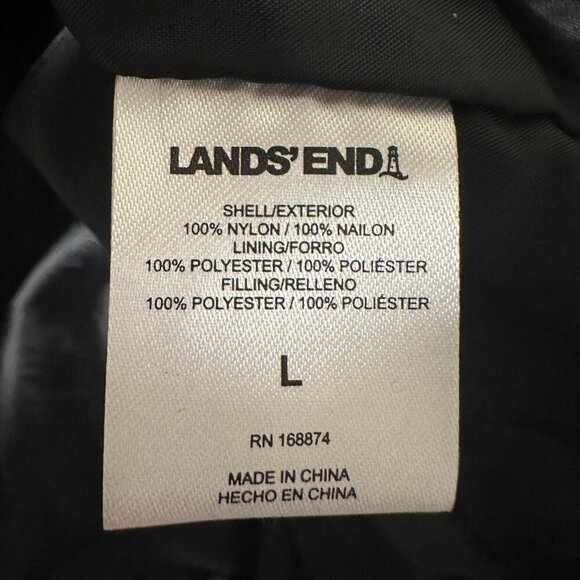 LANDS' END
SHELL/EXTERIOR
100% NYLON / 100% NAILON
LINING/FORRO
100% POLYESTER / 100% POLIÉSTER
FILLING/RELLENO
100% POLYESTER / 100% POLIÉSTER
L
RN 168874
MADE IN CHINA
HECHO EN CHINA